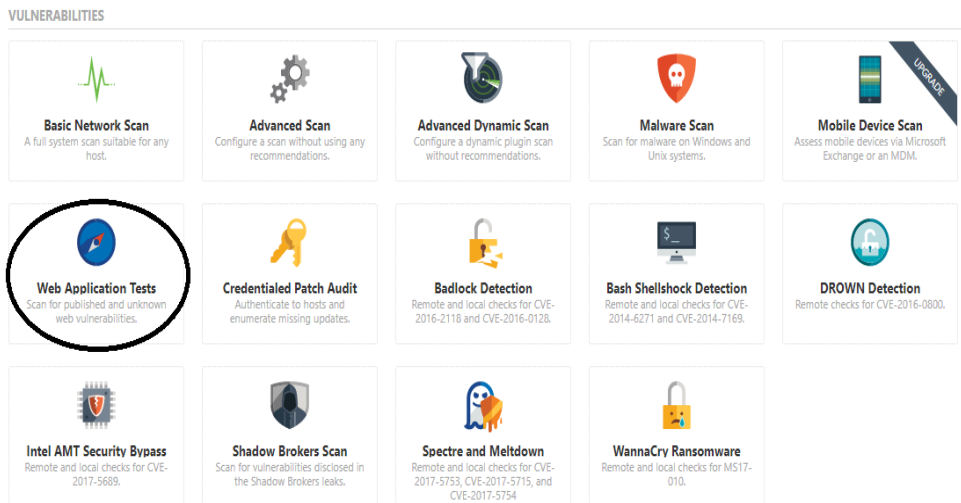 VULNERABILITIES
UPGRADE
Basic Network Scan
A full system scan suitable for any
host.
Advanced Scan
Configure a scan without using any
recommendations.
Advanced Dynamic Scan
Configure a dynamic plugin scan
without recommendations.
Malware Scan
Scan for malware on Windows and
Unix systems.
Mobile Device Scan
Assess mobile devices via Microsoft
Exchange or an MDM.
Web Application Tests
Scan for published and unknown
web vulnerabilities.
Credentialed Patch Audit
Authenticate to hosts and
enumerate missing updates.
Badlock Detection
Remote and local checks for CVE-
2016-2118 and CVE-2016-0128.
$_
Bash Shellshock Detection
Remote and local checks for CVE-
2014-6271 and CVE-2014-7169.
DROWN Detection
Remote checks for CVE-2016-0800.
Intel AMT Security Bypass
Remote and local checks for CVE-
2017-5689.
Shadow Brokers Scan
Scan for vulnerabilities disclosed in
the Shadow Brokers leaks.
Spectre and Meltdown
Remote and local checks for CVE-
2017-5753, CVE-2017-5715, and
CVE-2017-5754
WannaCry Ransomware
Remote and local checks for MS17-
010.